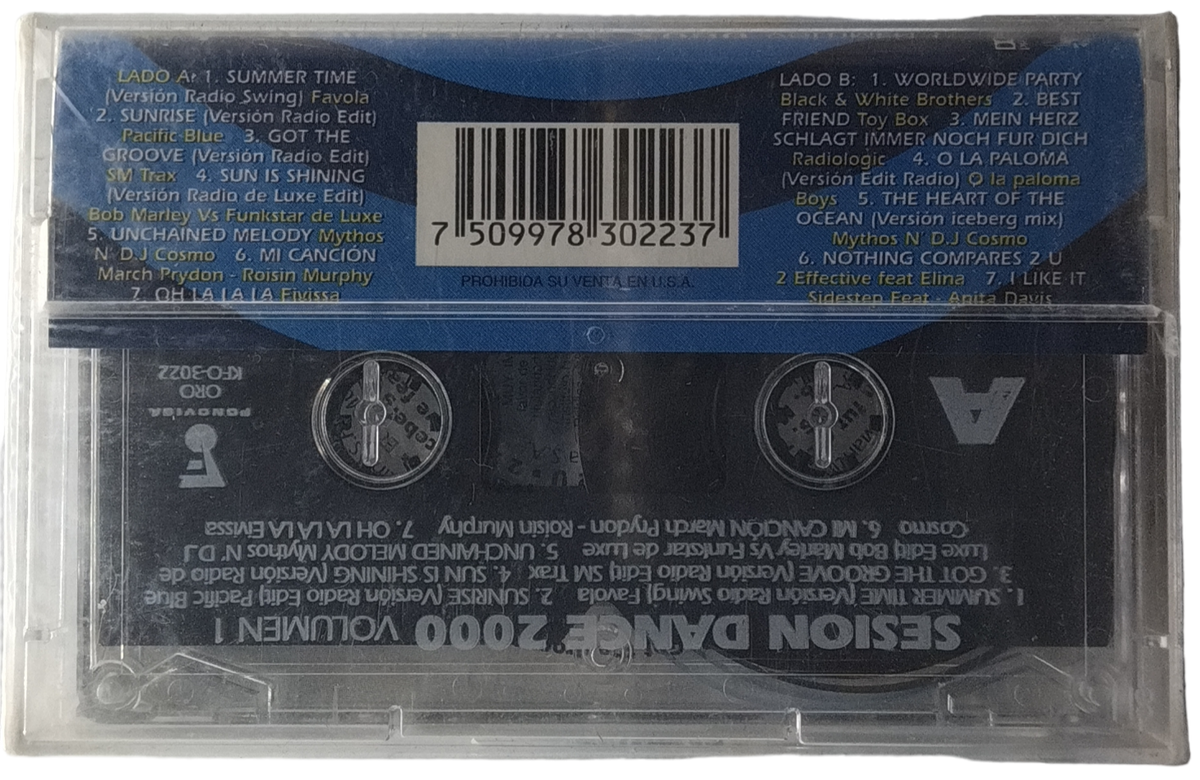 LADO A: 1. SUMMER TIME
(Versión Radio Swing) Favola
2. SUNRISE (Versión Radio Edit)
Pacific Blue 3. GOT THE
GROOVE (Versión Radio Edit)
SM Trax 4. SUN IS SHINING
(Versión Radio de Luxe Edit)
Bob Marley Vs Funkstar de Luxe
5. UNCHAINED MELODY Mythos
N' D.J Cosmo 6. MI CANCIÓN
March Prydon - Roisin Murphy
7. OH LA LA LA Eivissa
7 509978 302237
PROHIBIDA SU VENTA EN U.S.A.
LADO B: 1. WORLDWIDE PARTY
Black & White Brothers 2. BEST
FRIEND Toy Box 3. MEIN HERZ
SCHLAGT IMMER NOCH FUR DICH
Radiologic 4. O LA PALOMA
(Versión Edit Radio) O la paloma
Boys 5. THE HEART OF THE
OCEAN (Versión iceberg mix)
Mythos N' D.J Cosmo
6. NOTHING COMPARES 2 U
2 Effective feat Elina 7. I LIKE IT
Sidestep Feat - Anita Davis
SESION DANCE 2000 VOLUMEN 1
1. SUMMER TIME (Versión Radio Swing) Favola 2. SUNRISE (Versión Radio Edit) Pacific Blue
3. GOT THE GROOVE (Versión Radio Edit) SM Trax 4. SUN IS SHINING (Versión Radio de
Luxe Edit) Bob Marley Vs Funkstar de Luxe 5. UNCHAINED MELODY Mythos N' D.J
Cosmo 6. MI CANCIÓN March Prydon - Roisin Murphy 7. OH LA LA LA Eivissa
A
FONOVISA
ORO
KFO-3022